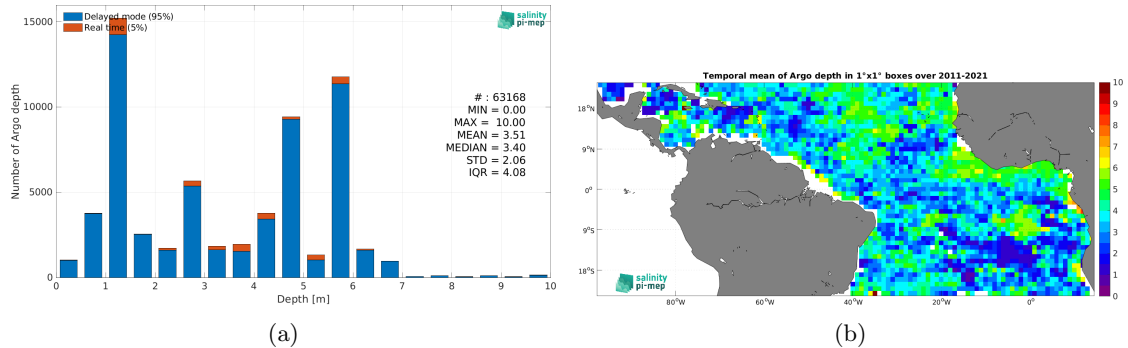 Delayed mode (95%)
Real time (5%)
salinity
pi-mep
# : 63168
MIN = 0.00
MAX = 10.00
MEAN = 3.51
MEDIAN = 3.40
STD = 2.06
IQR = 4.08
Number of Argo depth
15000
10000
5000
0
0 1 2 3 4 5 6 7 8 9 10
Depth [m]
(a)
Temporal mean of Argo depth in 1°x1° boxes over 2011-2021
18°N
9°N
0°
9°S
18°S
80°W 60°W 40°W 20°W 0°
10
9
8
7
6
5
4
3
2
1
0
salinity
pi-mep
(b)